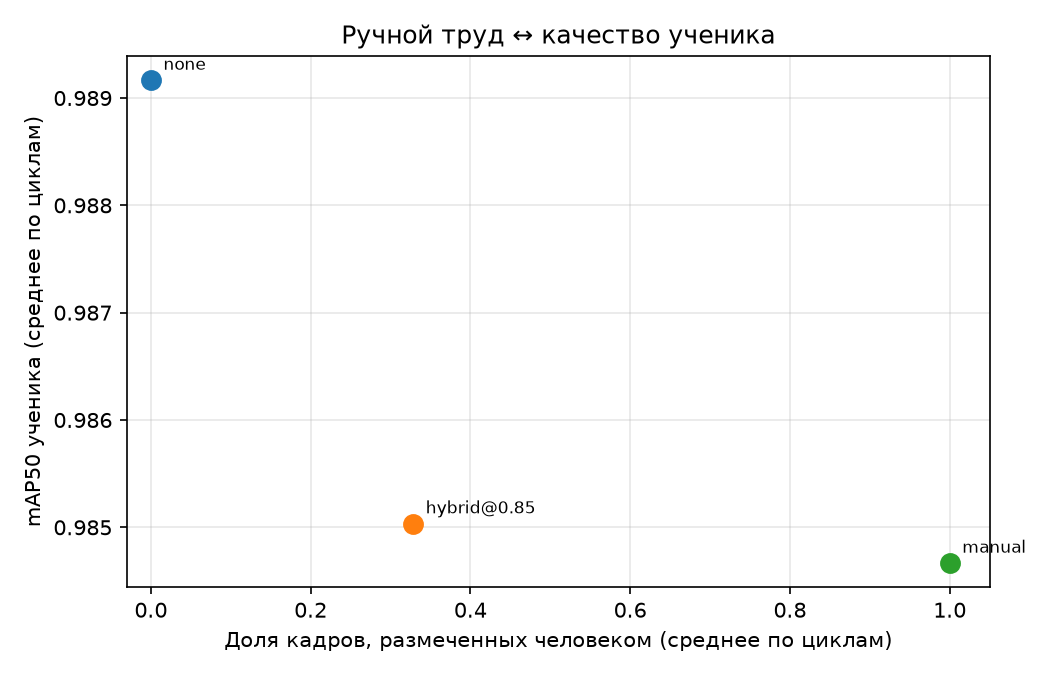 Ручной труд ↔ качество ученика
mAP50 ученика (среднее по циклам)
0.989
0.988
0.987
0.986
0.985
none
hybrid@0.85
manual
0.0 0.2 0.4 0.6 0.8 1.0
Доля кадров, размеченных человеком (среднее по циклам)